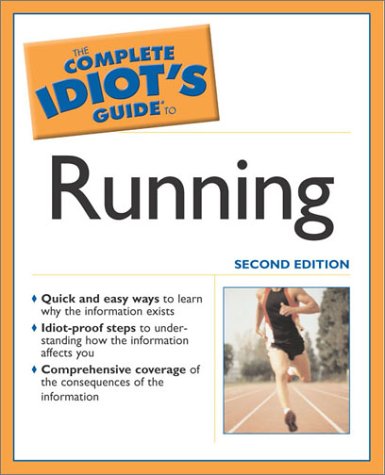 THE
COMPLETE
IDIOT'S
GUIDE® TO
Running
SECOND EDITION
♦ Quick and easy ways to learn
why the information exists
♦ Idiot-proof steps to under-
standing how the information
affects you
♦ Comprehensive coverage of
the consequences of the
information